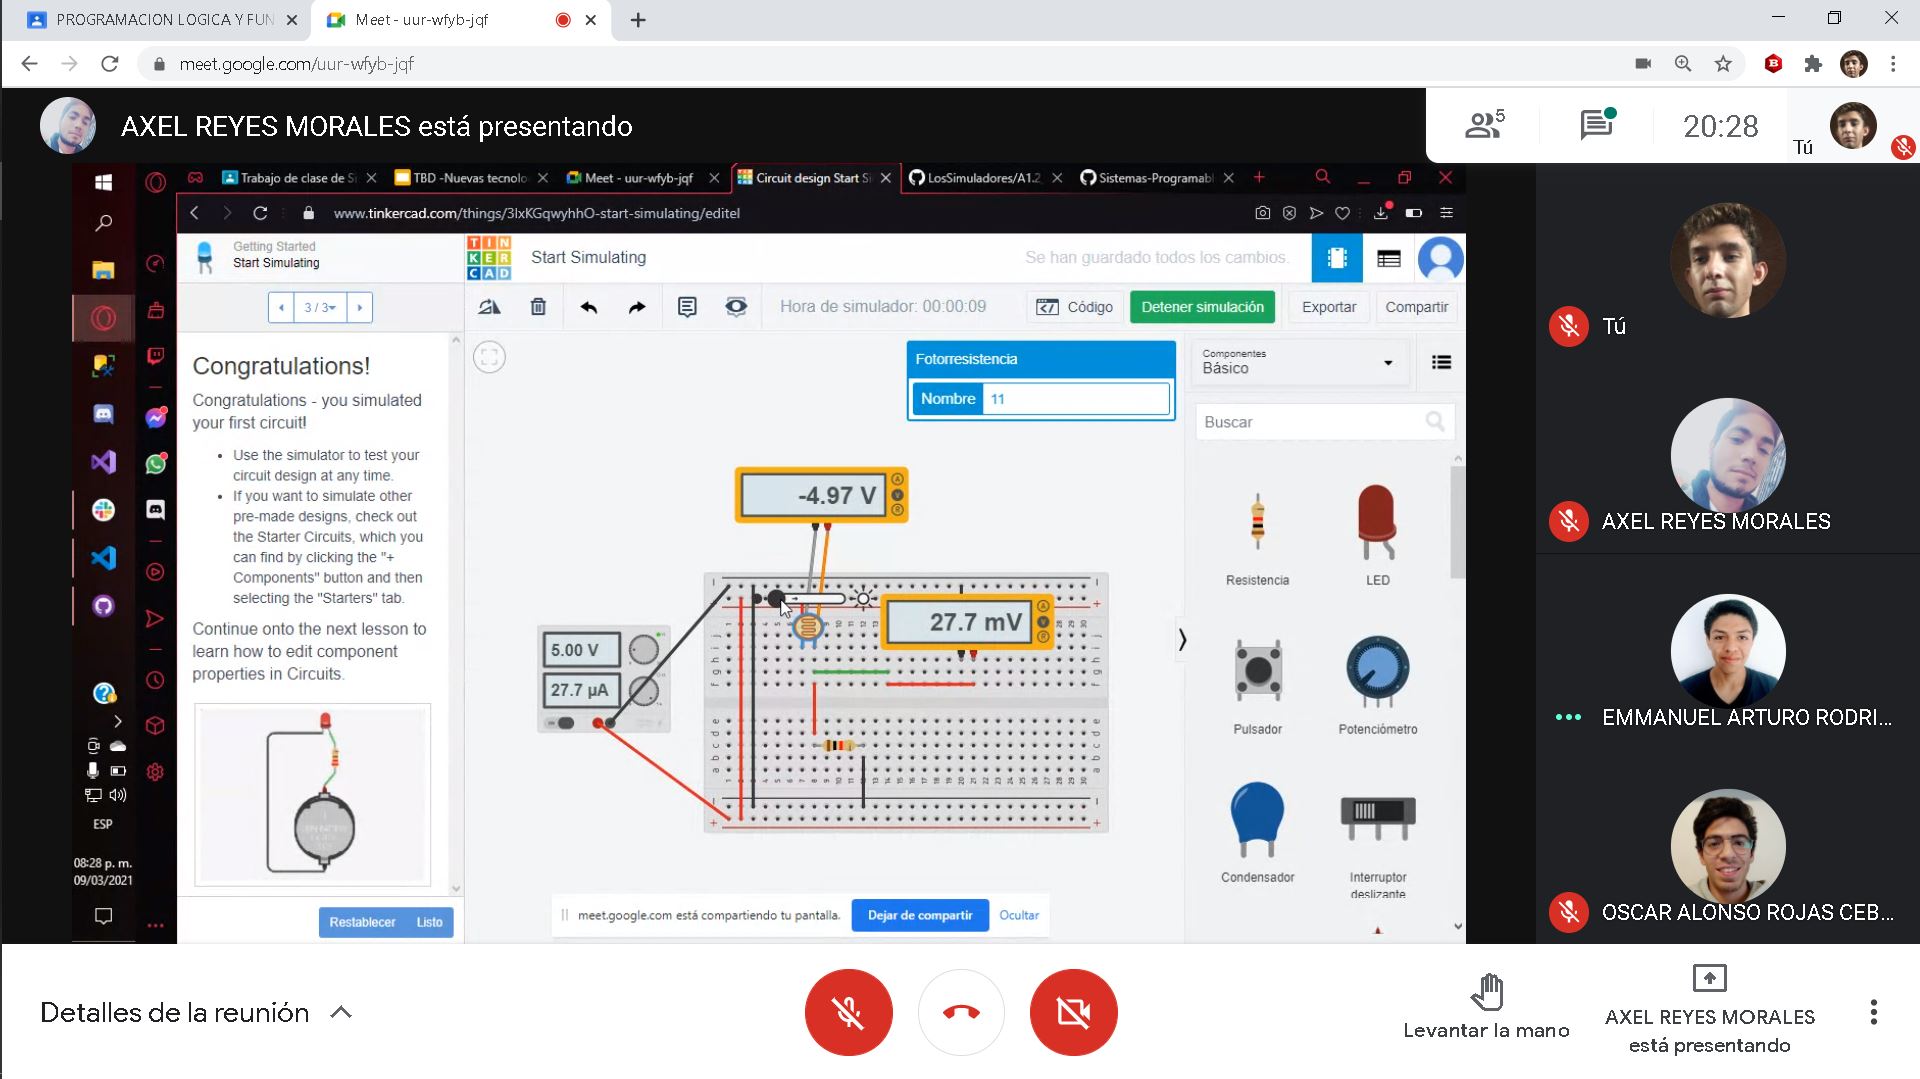 PROGRAMACION LOGICA Y FUN
Meet - uur-wfyb-jqf
meet.google.com/uur-wfyb-jqf
AXEL REYES MORALES está presentando
5
20:28
Tú
Trabajo de clase de Si
TBD -Nuevas tecnolo
Meet - uur-wfyb-jqf
Circuit design Start Si
LosSimuladores/A1.2_
Sistemas-Programabl
www.tinkercad.com/things/3lxKGqwyhhO-start-simulating/editel
Getting Started
Start Simulating
TINKERCAD
Start Simulating
Se han guardado todos los cambios.
3 / 3
Hora de simulador: 00:00:09
Código
Detener simulación
Exportar
Compartir
Congratulations!
Congratulations - you simulated
your first circuit!
Use the simulator to test your
circuit design at any time.
If you want to simulate other
pre-made designs, check out
the Starter Circuits, which you
can find by clicking the "+
Components" button and then
selecting the "Starters" tab.
Continue onto the next lesson to
learn how to edit component
properties in Circuits.
Restablecer
Listo
Fotorresistencia
Nombre
11
-4.97 V
27.7 mV
5.00 V
27.7 µA
Componentes
Básico
Buscar
Resistencia
LED
Pulsador
Potenciómetro
Condensador
Interruptor
deslizante
ESP
08:28 p. m.
09/03/2021
meet.google.com está compartiendo tu pantalla.
Dejar de compartir
Ocultar
Tú
AXEL REYES MORALES
EMMANUEL ARTURO RODRI...
OSCAR ALONSO ROJAS CEB...
Detalles de la reunión
Levantar la mano
AXEL REYES MORALES
está presentando